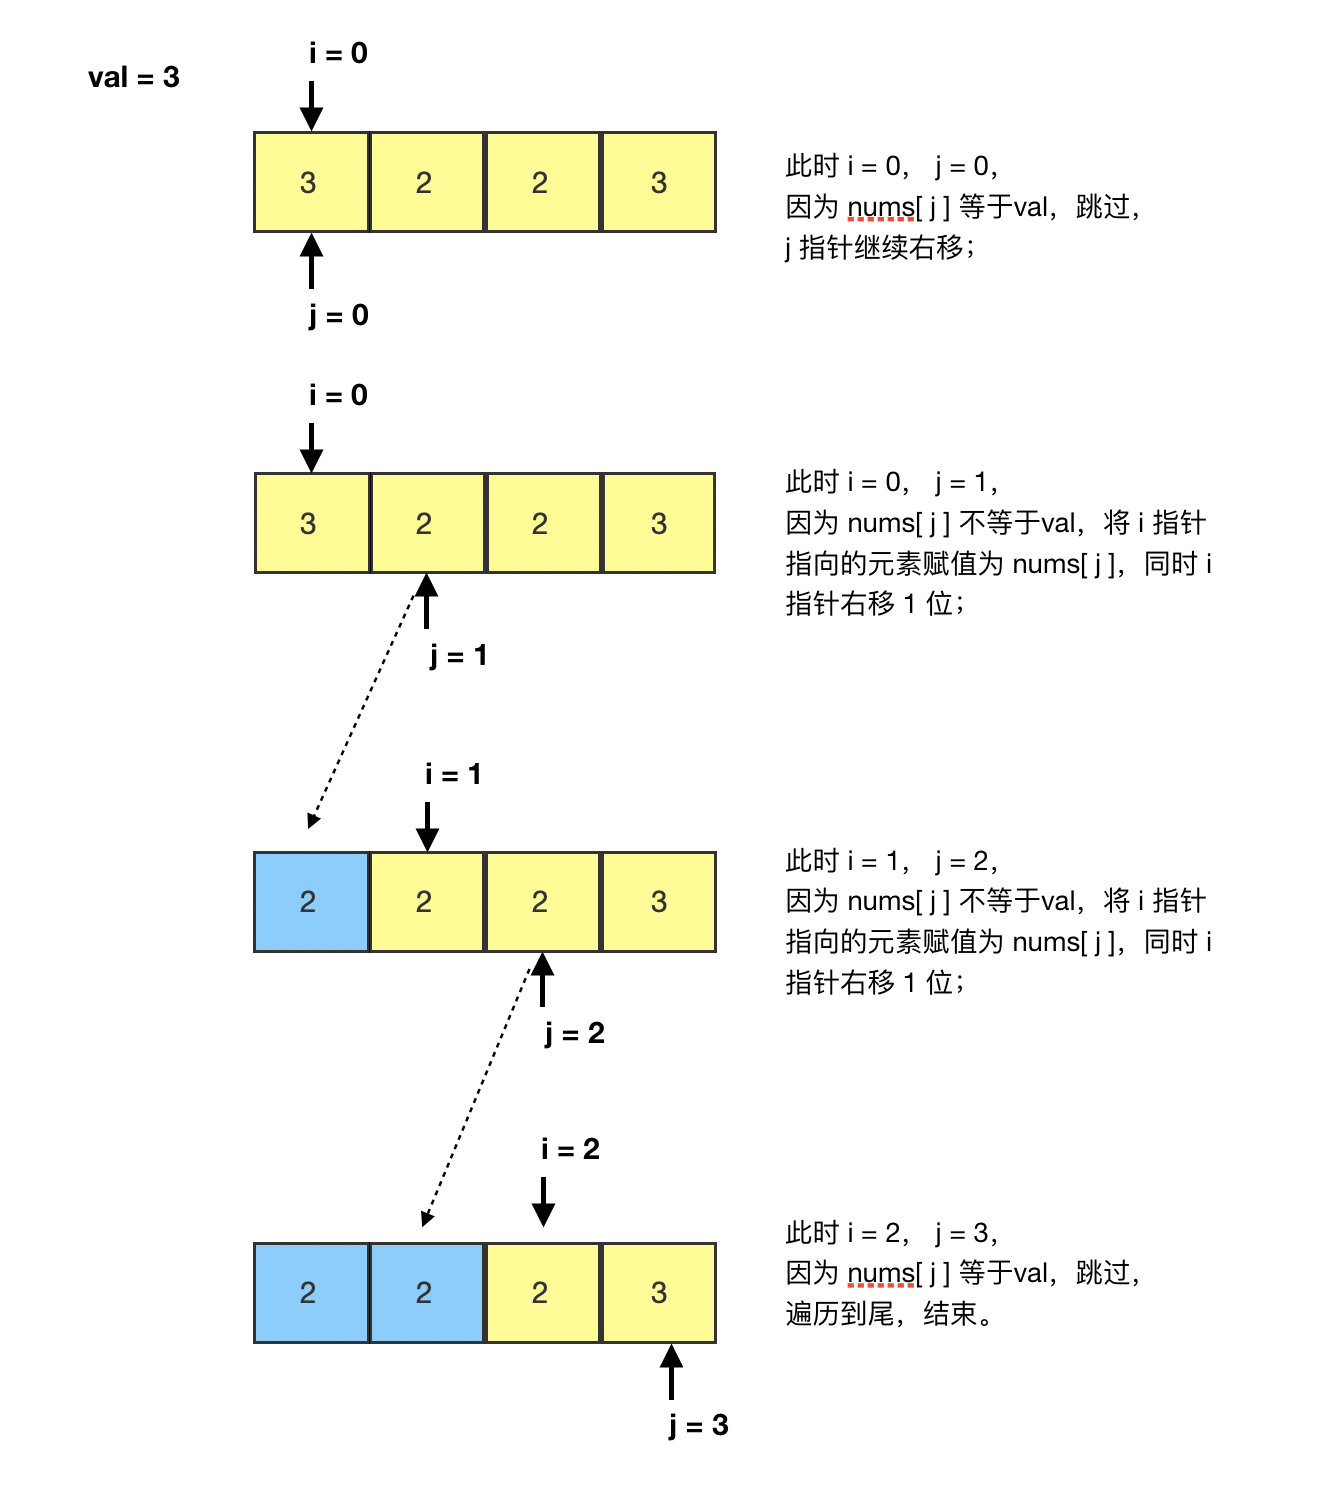 i = 0
val = 3
3 2 2 3
j = 0
此时 i = 0， j = 0，
因为 nums[ j ] 等于val，跳过，
j 指针继续右移；
i = 0
3 2 2 3
j = 1
此时 i = 0， j = 1，
因为 nums[ j ] 不等于val，将 i 指针
指向的元素赋值为 nums[ j ]，同时 i
指针右移 1 位；
i = 1
2 2 2 3
j = 2
此时 i = 1， j = 2，
因为 nums[ j ] 不等于val，将 i 指针
指向的元素赋值为 nums[ j ]，同时 i
指针右移 1 位；
i = 2
2 2 2 3
j = 3
此时 i = 2， j = 3，
因为 nums[ j ] 等于val，跳过，
遍历到尾，结束。